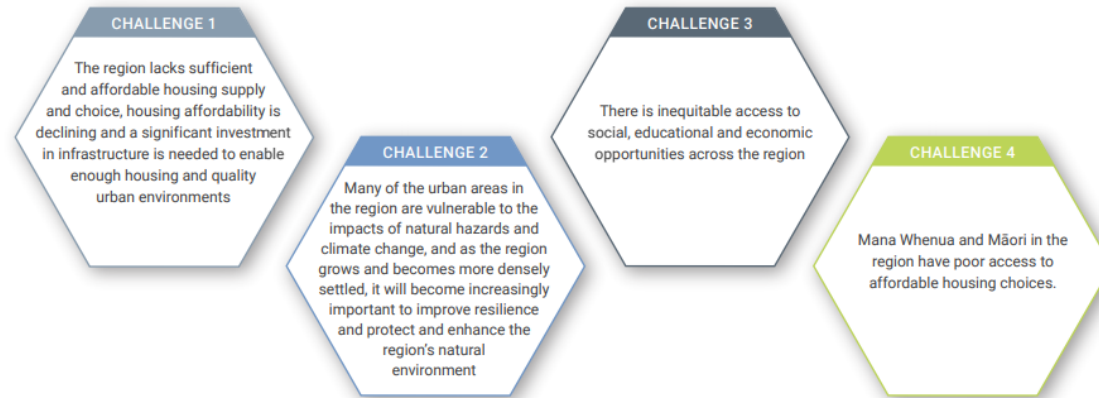 CHALLENGE 1
The region lacks sufficient
and affordable housing supply
and choice, housing affordability is
declining and a significant investment
in infrastructure is needed to enable
enough housing and quality
urban environments
CHALLENGE 2
Many of the urban areas in
the region are vulnerable to the
impacts of natural hazards and
climate change, and as the region
grows and becomes more densely
settled, it will become increasingly
important to improve resilience
and protect and enhance the
region's natural
environment
CHALLENGE 3
There is inequitable access to
social, educational and economic
opportunities across the region
CHALLENGE 4
Mana Whenua and Māori in the
region have poor access to
affordable housing choices.